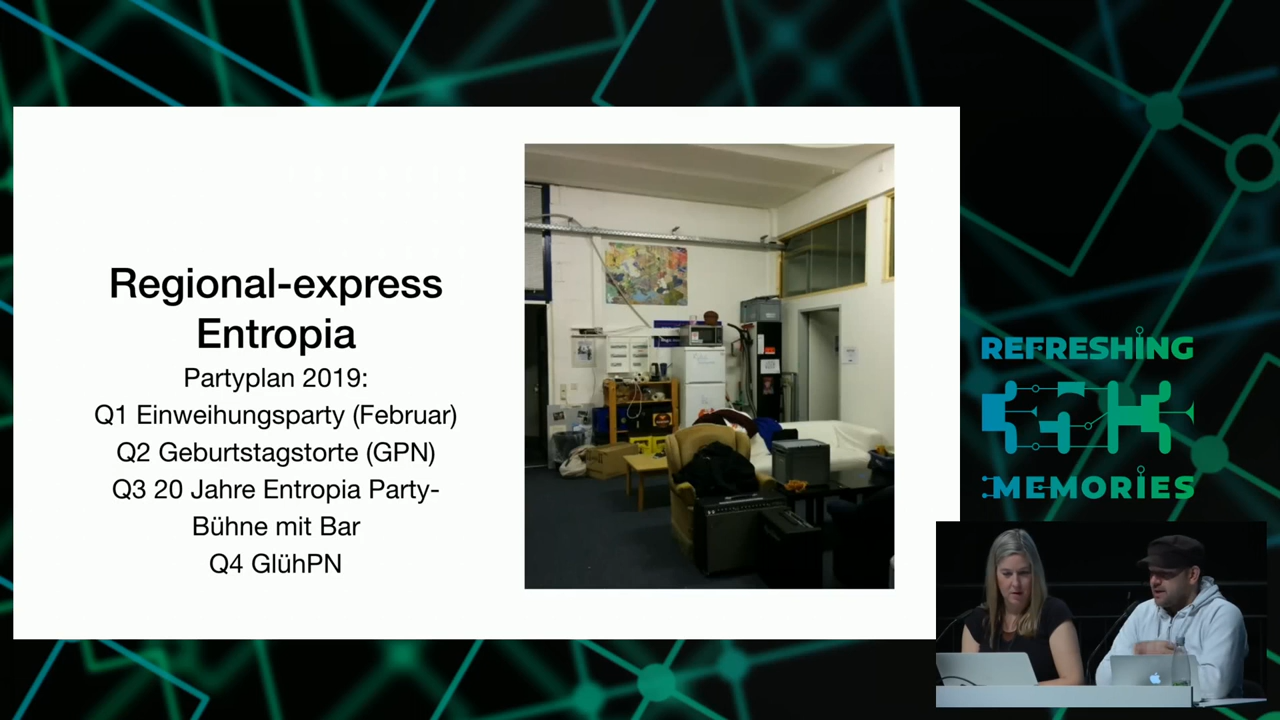 Regional-express
Entropia
Partyplan 2019:
Q1 Einweihungsparty (Februar)
Q2 Geburtstagstorte (GPN)
Q3 20 Jahre Entropia Party-
Bühne mit Bar
Q4 GlühPN
REFRESHING
:MEMORIES